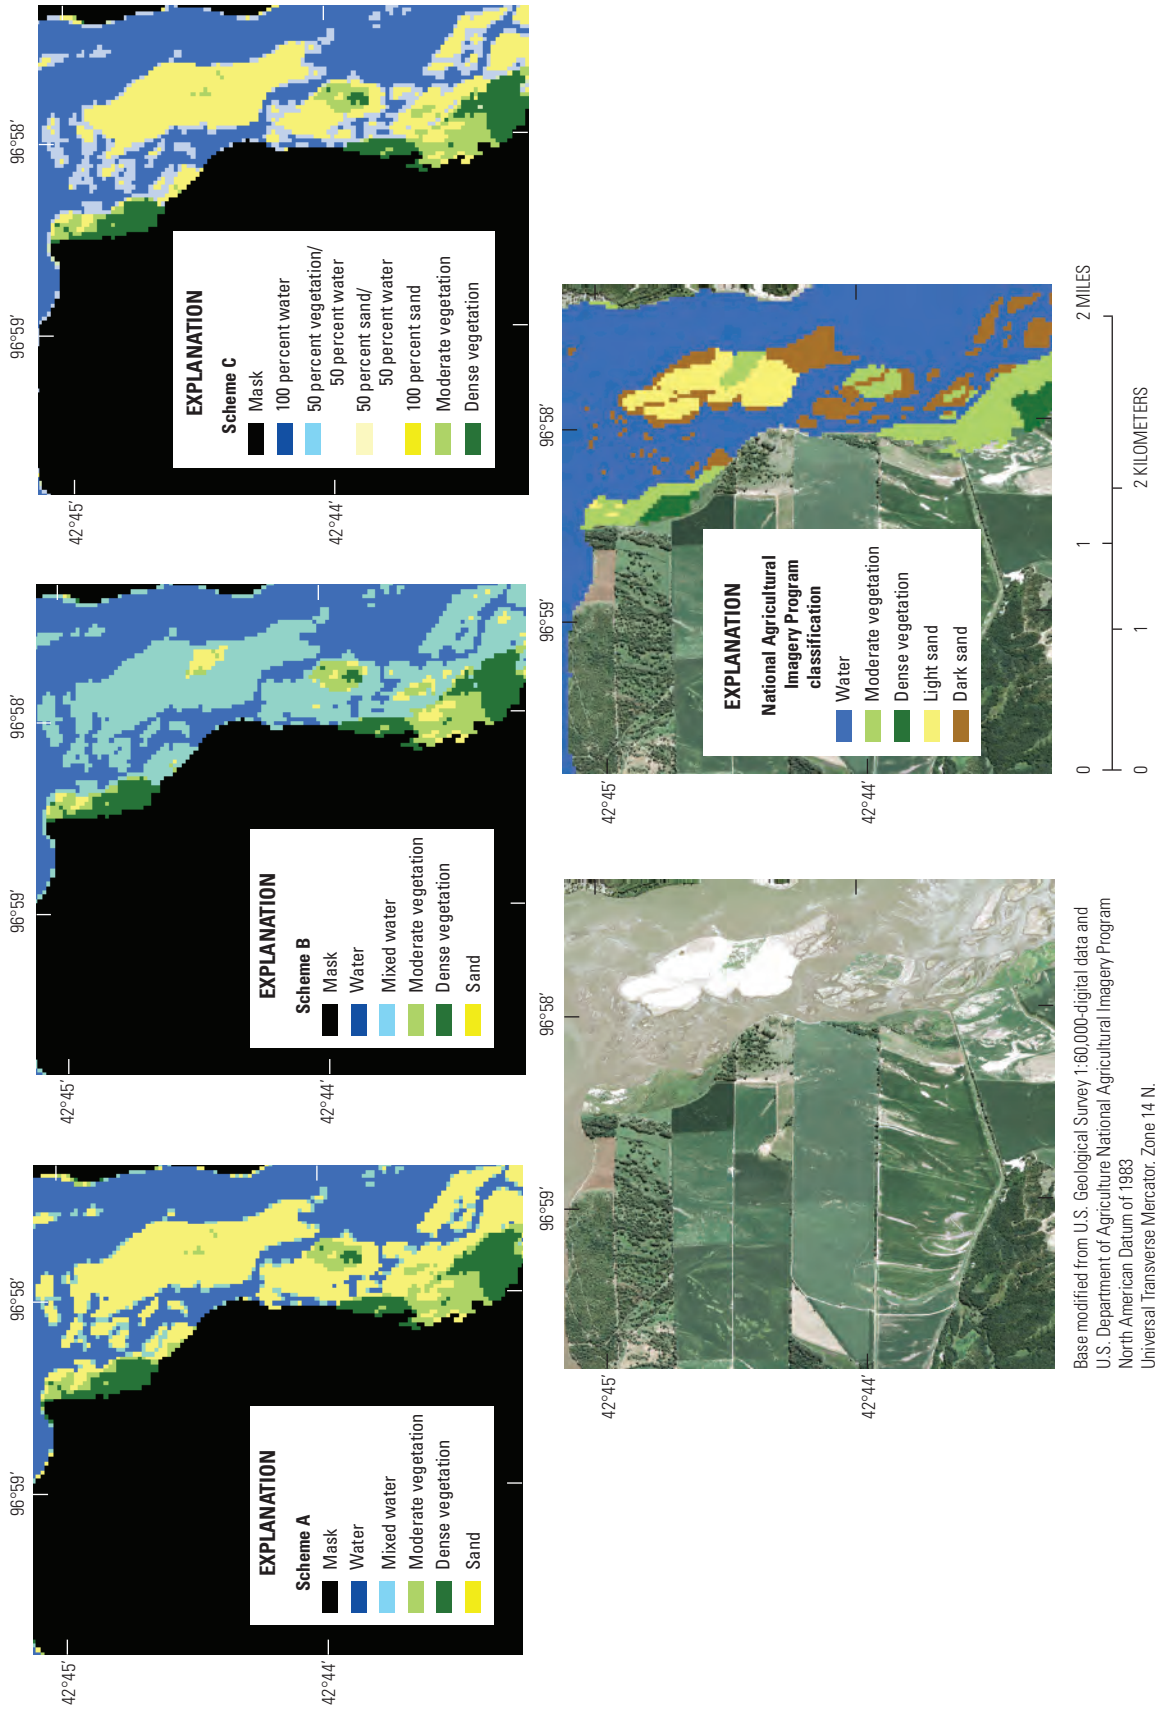 96°59′
96°58′
42°45′
42°44′
EXPLANATION
Scheme A
Mask
Water
Mixed water
Moderate vegetation
Dense vegetation
Sand
96°59′
96°58′
42°45′
42°44′
EXPLANATION
Scheme B
Mask
Water
Mixed water
Moderate vegetation
Dense vegetation
Sand
96°59′
96°58′
42°45′
42°44′
EXPLANATION
Scheme C
Mask
100 percent water
50 percent vegetation/
50 percent water
50 percent sand/
50 percent water
100 percent sand
Moderate vegetation
Dense vegetation
96°59′
96°58′
42°45′
42°44′
96°59′
96°58′
42°45′
42°44′
EXPLANATION
National Agricultural
Imagery Program
classification
Water
Moderate vegetation
Dense vegetation
Light sand
Dark sand
Base modified from U.S. Geological Survey 1:60,000-digital data and
U.S. Department of Agriculture National Agricultural Imagery Program
North American Datum of 1983
Universal Transverse Mercator. Zone 14 N.
0 1 2 MILES
0 1 2 KILOMETERS